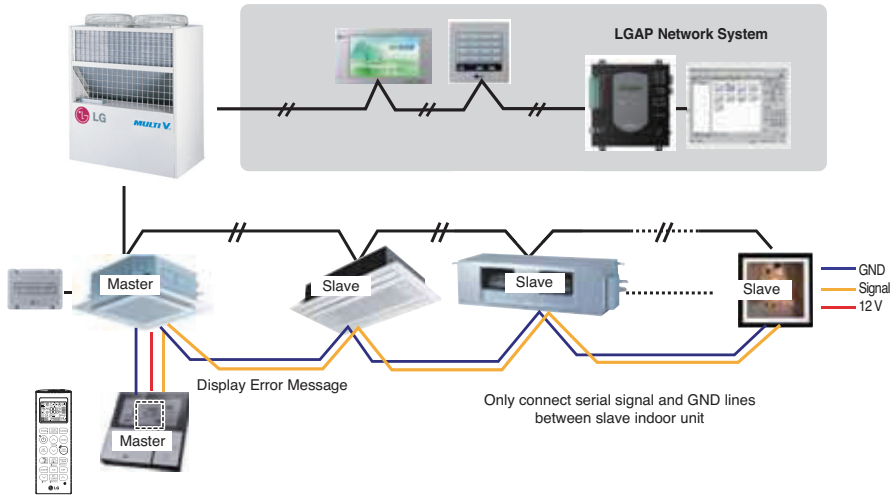 LGAP Network System
LG
MULTI V.
Master
Slave
Slave
Slave
GND
Signal
12 V
Display Error Message
Only connect serial signal and GND lines
between slave indoor unit
Master
LG